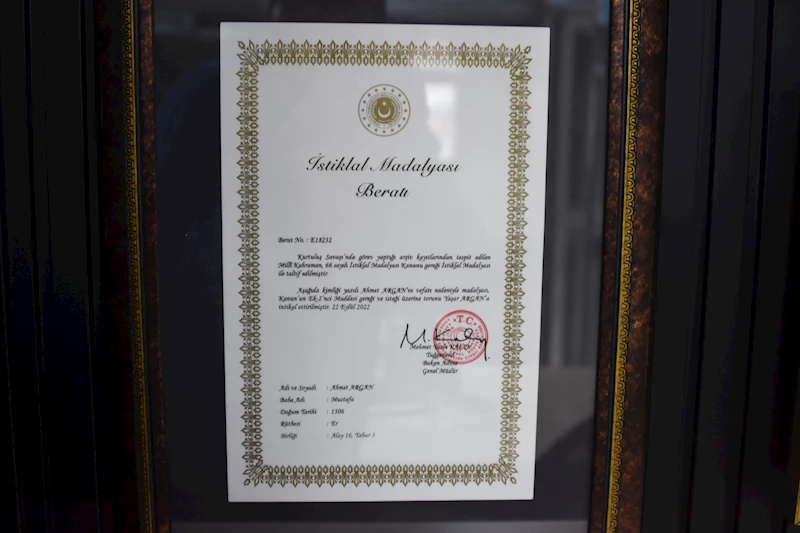 İstiklal Madalyası
Beratı
Berat No. : E18232
Kurtuluş Savaşı'nda görev yaptığı arşiv kayıtlarından tespit edilen
Millî Kahraman, 66 sayılı İstiklal Madalyası Kanunu gereği İstiklal Madalyası
ile taltif edilmiştir.
Aşağıda kimliği yazılı Ahmet ARGAN'ın vefatı nedeniyle madalyası,
Kanun'un Ek-2'nci Maddesi gereği ve isteği üzerine torunu Yaşar ARGAN'a
intikal ettirilmiştir. 22 Eylül 2022
T.C.
Mehmet
Tuğgeneral
Bakan Adına
Genel Müdür
Adı ve Soyadı : Ahmet ARGAN
Baba Adı : Mustafa
Doğum Tarihi : 1306
Rütbesi : Er
Birliği : Alay 16, Tabur 3